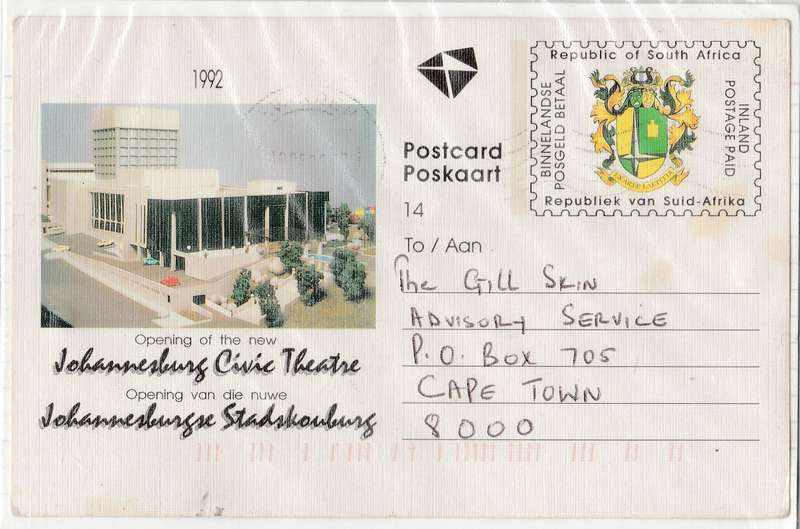 1992
Opening of the new
Johannesburg Civic Theatre
Opening van die nuwe
Johannesburgse Stadskouburg
Postcard
Poskaart
14
To / Aan
The Gill Skin
Advisory Service
P.O. Box 705
Cape Town
8000
Republic of South Africa
BINNELANDSE
POSGELD BETAAL
INLAND
POSTAGE PAID
Republiek van Suid-Afrika